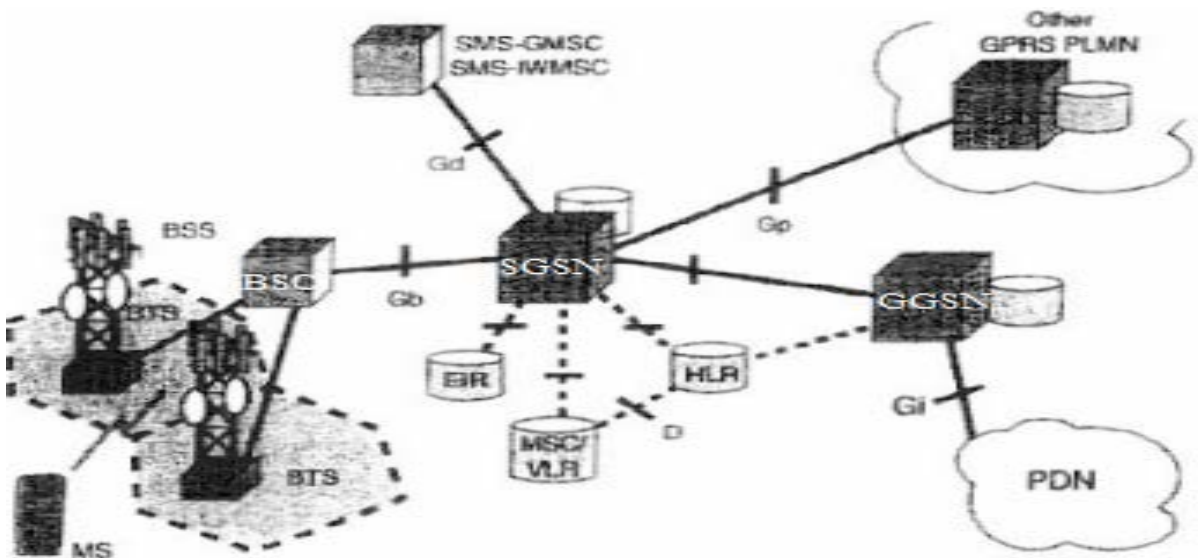 Other
GPRS PLMN
SMS-GMSC
SMS-IWMSC
Gd
Gp
BSS
BSC
Gb
SGSN
GGSN
BTS
EIR
HLR
Gi
D
MSC/
VLR
BTS
PDN
MS